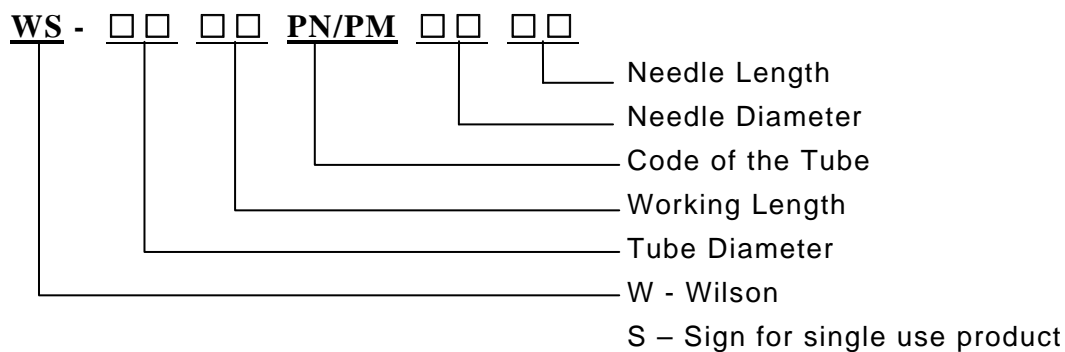 WS - □□ □□ PN/PM □□ □□
Needle Length
Needle Diameter
Code of the Tube
Working Length
Tube Diameter
W - Wilson
S – Sign for single use product